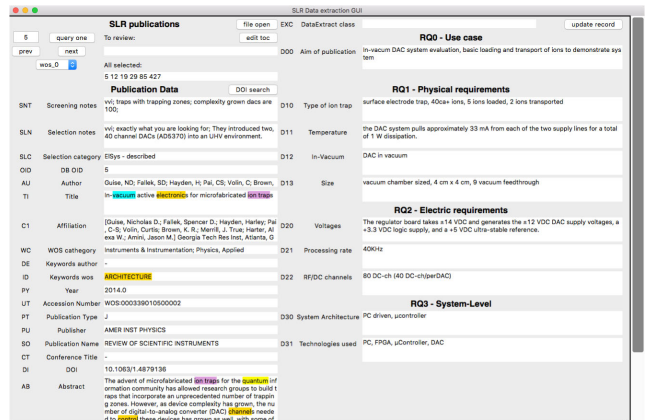 SLR Data extraction GUI
SLR publications
file open
EXC DataExtract class
update record
5
query one
To review:
edit toc
RQ0 - Use case
prev
next
D00 Aim of publication
In-vacum DAC system evaluation, basic loading and transport of ions to demonstrate sys
tem
wos_0
All selected:
5 12 19 29 85 427
Publication Data
DOI search
RQ1 - Physical requirements
SNT Screening notes
vvi; traps with trapping zones; complexity grown dacs are
100;
D10 Type of ion trap
surface electrode trap, 40ca+ ions, 5 ions loaded, 2 ions transported
SLN Selection notes
vvi; exactly what you are looking for; They introduced two,
40 channel DACs (AD5370) into an UHV environment.
D11 Temperature
the DAC system pulls approximately 33 mA from each of the two supply lines for a total
of 1 W dissipation.
SLC Selection category
ElSys - described
D12 In-Vacuum
DAC in vacuum
OID DB OID
5
AU Author
Guise, ND; Fallek, SD; Hayden, H; Pai, CS; Volin, C; Brown,
D13 Size
vacuum chamber sized, 4 cm x 4 cm, 9 vacuum feedthrough
TI Title
In-vacuum active electronics for microfabricated ion traps
RQ2 - Electric requirements
C1 Affiliation
[Guise, Nicholas D.; Fallek, Spencer D.; Hayden, Harley; Pai
, C-S; Volin, Curtis; Brown, K. R.; Merrill, J. True; Harter, Al
exa W.; Amini, Jason M.] Georgia Tech Res Inst, Atlanta, G
D20 Voltages
The regulator board takes ±14 VDC and generates the ±12 VDC DAC supply voltages, a
+3.3 VDC logic supply, and a +5 VDC ultra-stable reference.
WC WOS cathegory
Instruments & Instrumentation; Physics, Applied
D21 Processing rate
40KHz
DE Keywords author
-
ID Keywords wos
ARCHITECTURE
D22 RF/DC channels
80 DC-ch (40 DC-ch/perDAC)
PY Year
2014.0
UT Accession Number
WOS:000339010500002
RQ3 - System-Level
PT Publication Type
J
D30 System Architecture
PC driven, µcontroller
PU Publisher
AMER INST PHYSICS
SO Publication Name
REVIEW OF SCIENTIFIC INSTRUMENTS
D31 Technologies used
PC, FPGA, µController, DAC
CT Conference Title
-
DI DOI
10.1063/1.4879136
AB Abstract
The advent of microfabricated ion traps for the quantum inf
ormation community has allowed research groups to build t
raps that incorporate an unprecedented number of trappin
g zones. However, as device complexity has grown, the nu
mber of digital-to-analog converter (DAC) channels neede
d to control these devices has grown as well, with some of